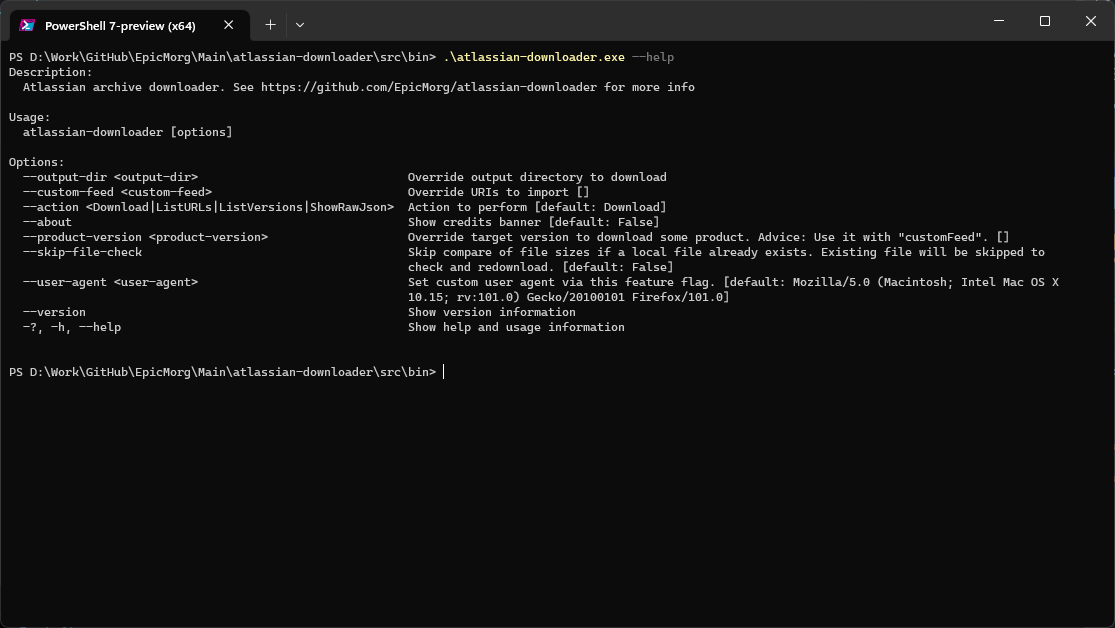 PowerShell 7-preview (x64)
PS D:\Work\GitHub\EpicMorg\Main\atlassian-downloader\src\bin> .\atlassian-downloader.exe --help
Description:
  Atlassian archive downloader. See https://github.com/EpicMorg/atlassian-downloader for more info

Usage:
  atlassian-downloader [options]

Options:
  --output-dir <output-dir>                              Override output directory to download
  --custom-feed <custom-feed>                            Override URIs to import []
  --action <Download|ListURLs|ListVersions|ShowRawJson>  Action to perform [default: Download]
  --about                                                Show credits banner [default: False]
  --product-version <product-version>                    Override target version to download some product. Advice: Use it with "customFeed". []
  --skip-file-check                                      Skip compare of file sizes if a local file already exists. Existing file will be skipped to
                                                         check and redownload. [default: False]
  --user-agent <user-agent>                              Set custom user agent via this feature flag. [default: Mozilla/5.0 (Macintosh; Intel Mac OS X
                                                         10.15; rv:101.0) Gecko/20100101 Firefox/101.0]
  --version                                              Show version information
  -?, -h, --help                                         Show help and usage information

PS D:\Work\GitHub\EpicMorg\Main\atlassian-downloader\src\bin>